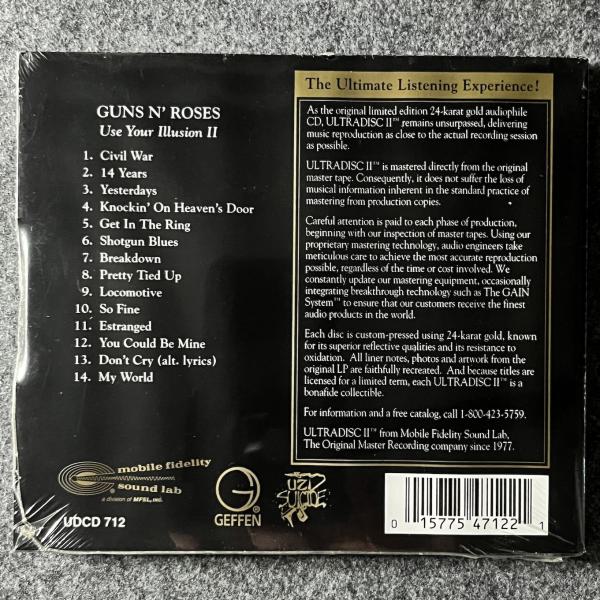 GUNS N' ROSES
Use Your Illusion II
1. Civil War
2. 14 Years
3. Yesterdays
4. Knockin' On Heaven's Door
5. Get In The Ring
6. Shotgun Blues
7. Breakdown
8. Pretty Tied Up
9. Locomotive
10. So Fine
11. Estranged
12. You Could Be Mine
13. Don't Cry (alt. lyrics)
14. My World
The Ultimate Listening Experience!
As the original limited edition 24-karat gold audiophile
CD, ULTRADISC II™ remains unsurpassed, delivering
music reproduction as close to the actual recording session
as possible.
ULTRADISC II™ is mastered directly from the original
master tape. Consequently, it does not suffer the loss of
musical information inherent in the standard practice of
mastering from production copies.
Careful attention is paid to each phase of production,
beginning with our inspection of master tapes. Using our
proprietary mastering technology, audio engineers take
meticulous care to achieve the most accurate reproduction
possible, regardless of the time or cost involved. We
constantly update our mastering equipment, occasionally
integrating breakthrough technology such as The GAIN
System™ to ensure that our customers receive the finest
audio products in the world.
Each disc is custom-pressed using 24-karat gold, known
for its superior reflective qualities and its resistance to
oxidation. All liner notes, photos and artwork from the
original LP are faithfully recreated. And because titles are
licensed for a limited term, each ULTRADISC II™ is a
bonafide collectible.
For information and a free catalog, call 1-800-423-5759.
ULTRADISC II™ from Mobile Fidelity Sound Lab,
The Original Master Recording company since 1977.
mobile fidelity
sound lab
a division of MFSL, Inc.
UDCD 712
G
GEFFEN®
UZI
SUICIDE
0 15775 47122 1